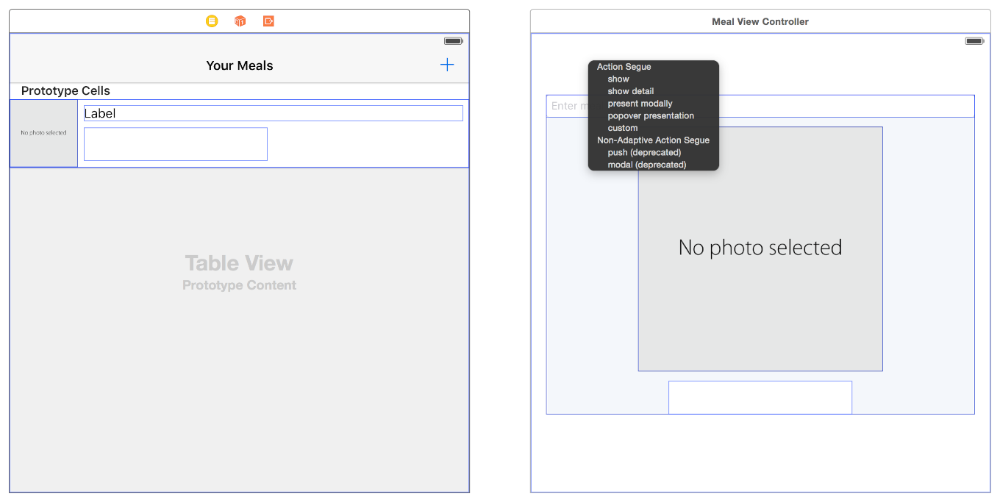 Your Meals
Prototype Cells
No photo selected
Label
Table View
Prototype Content
Meal View Controller
Action Segue
show
show detail
present modally
popover presentation
custom
Non-Adaptive Action Segue
push (deprecated)
modal (deprecated)
Enter
No photo selected